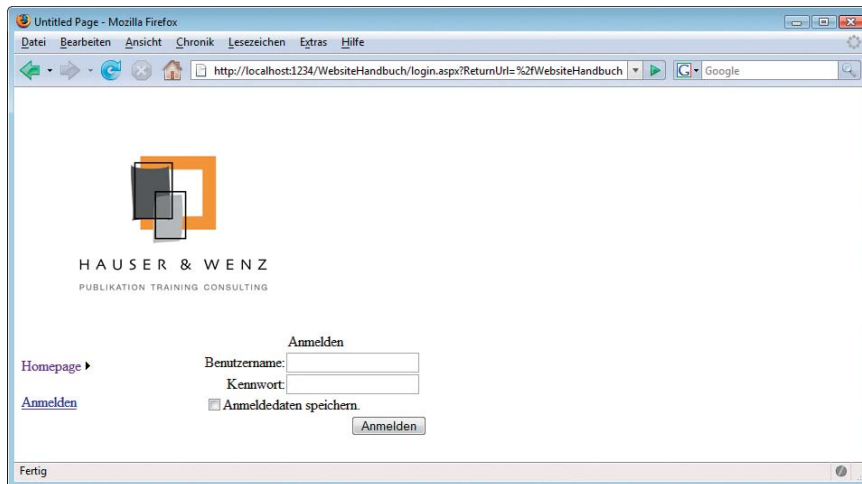 Untitled Page - Mozilla Firefox
Datei Bearbeiten Ansicht Chronik Lesezeichen Extras Hilfe
http://localhost:1234/WebsiteHandbuch/login.aspx?ReturnUrl=%2fWebsiteHandbuch
G Google
HAUSER & WENZ
PUBLIKATION TRAINING CONSULTING
Anmelden
Homepage
Benutzername:
Kennwort:
Anmelden
Anmeldedaten speichern.
Anmelden
Fertig